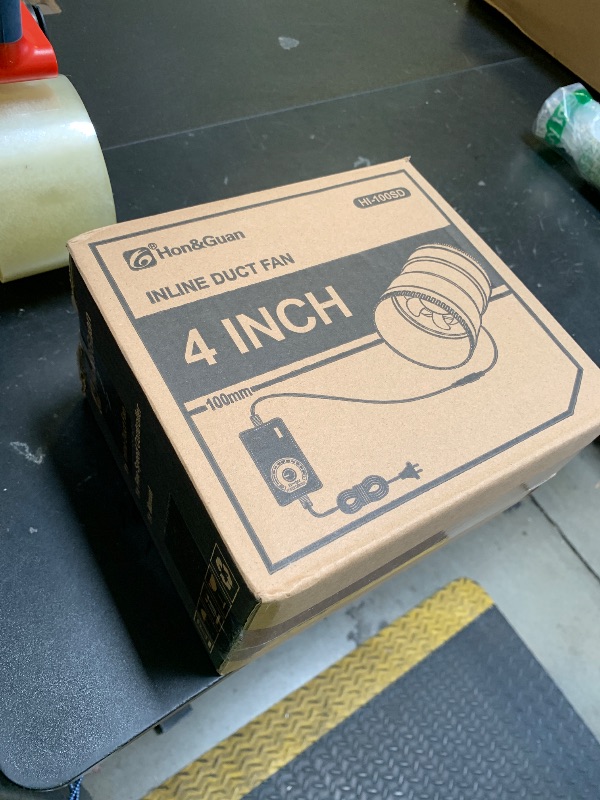 HI-100SD
® Hon&Guan
INLINE DUCT FAN
4 INCH
100mm